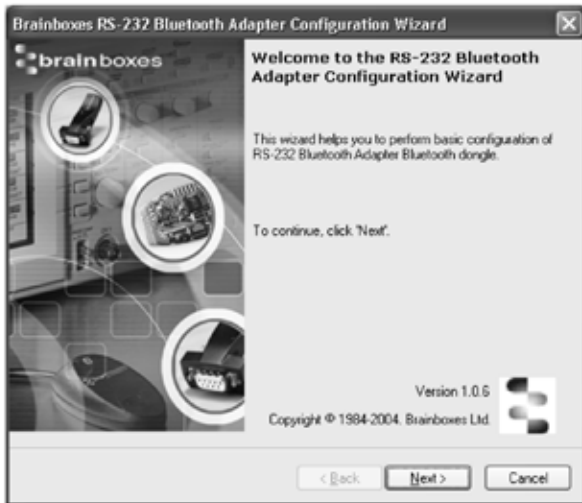 Brainboxes RS-232 Bluetooth Adapter Configuration Wizard
brainboxes
Welcome to the RS-232 Bluetooth
Adapter Configuration Wizard
This wizard helps you to perform basic configuration of
RS-232 Bluetooth Adapter Bluetooth dongle.
To continue, click 'Next'.
Version 1.0.6
Copyright © 1984-2004. Brainboxes Ltd.
< Back
Next >
Cancel